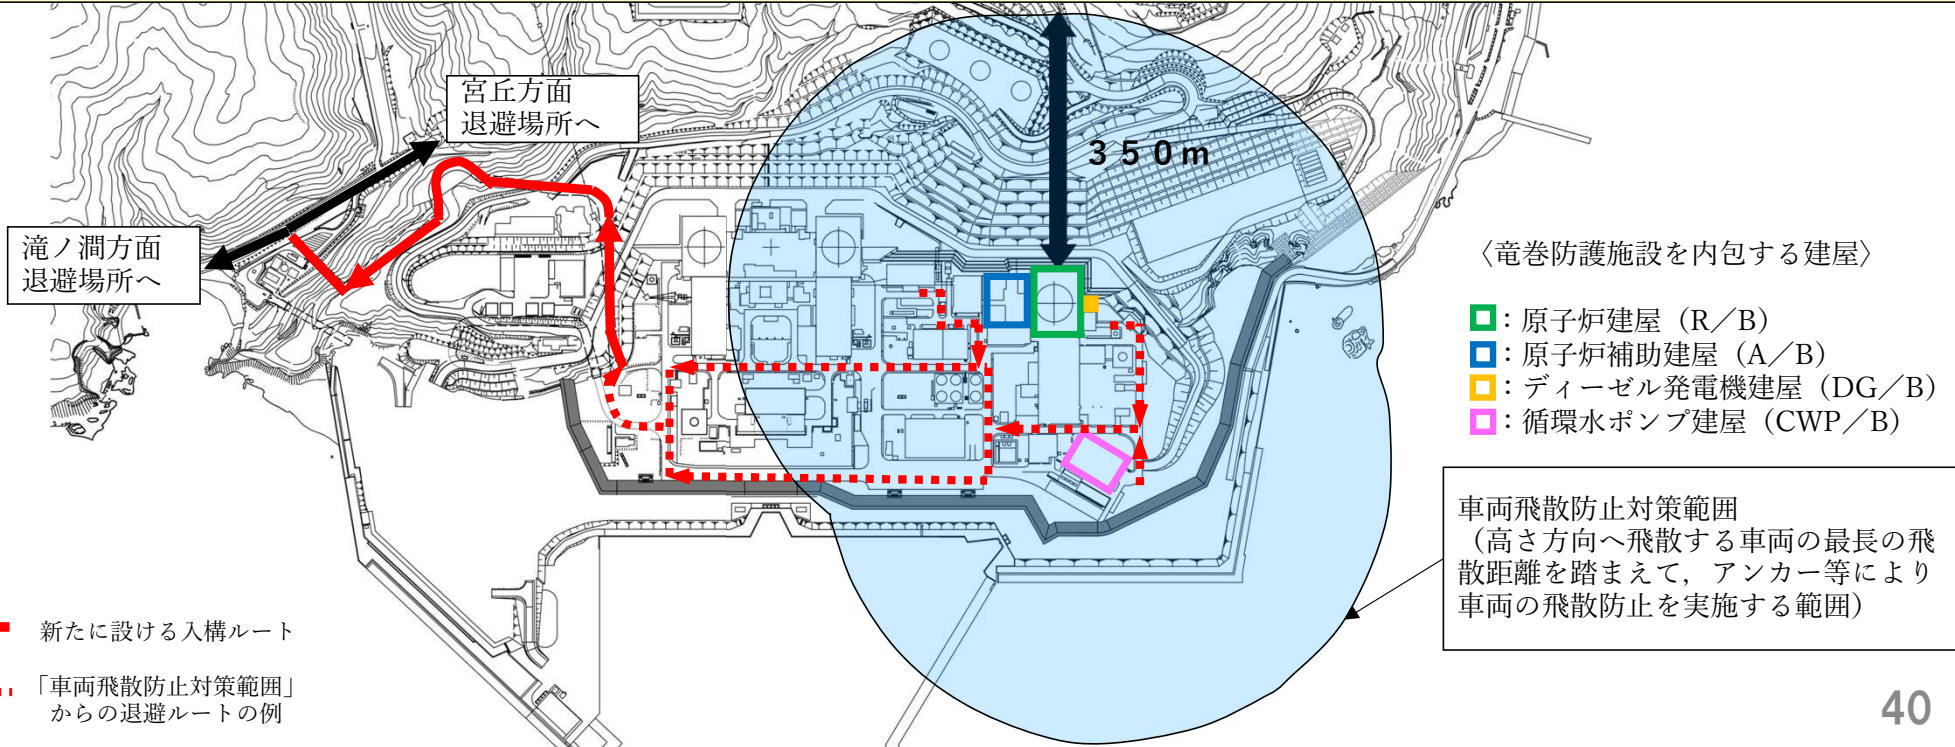 宮丘方面
退避場所へ
３５０ｍ
滝ノ澗方面
退避場所へ
〈竜巻防護施設を内包する建屋〉
：原子炉建屋（R／B）
：原子炉補助建屋（A／B）
：ディーゼル発電機建屋（DG／B）
：循環水ポンプ建屋（CWP／B）
車両飛散防止対策範囲
（高さ方向へ飛散する車両の最長の飛
散距離を踏まえて，アンカー等により
車両の飛散防止を実施する範囲）
新たに設ける入構ルート
「車両飛散防止対策範囲」
からの退避ルートの例
40